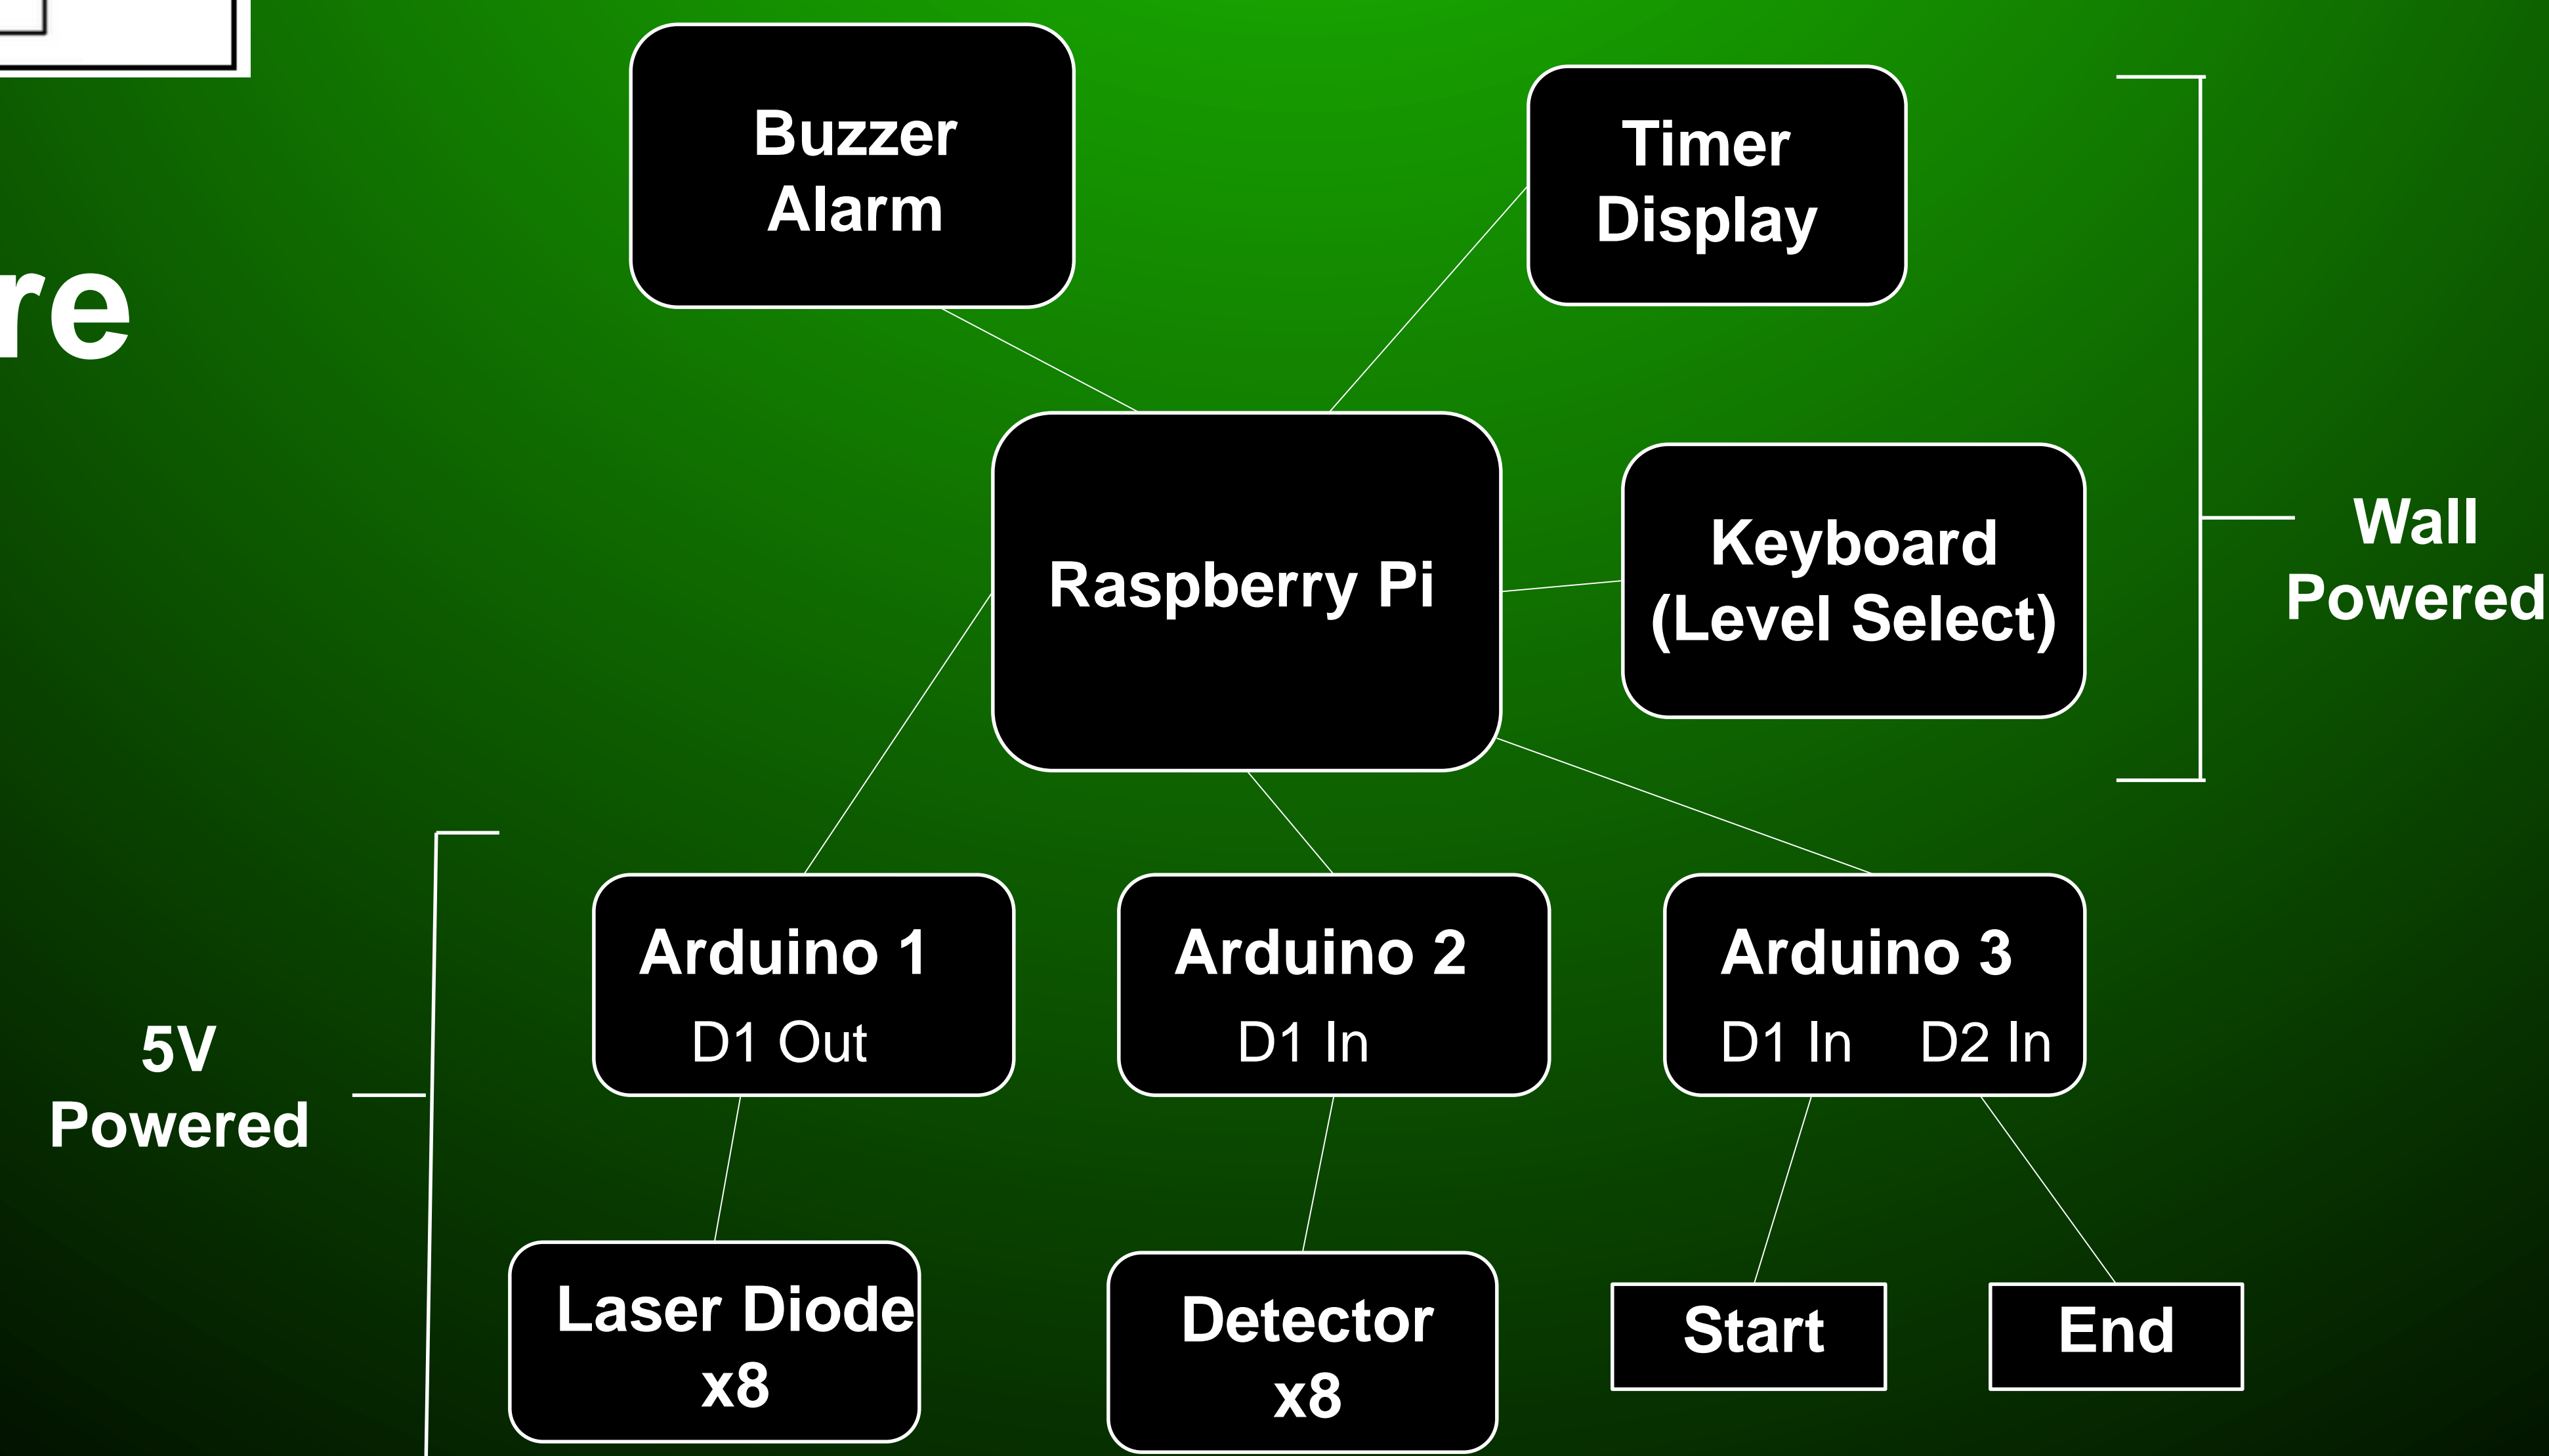 re
Buzzer
Alarm
Timer
Display
Raspberry Pi
Keyboard
(Level Select)
Wall
Powered
5V
Powered
Arduino 1
D1 Out
Arduino 2
D1 In
Arduino 3
D1 In D2 In
Laser Diode
x8
Detector
x8
Start
End